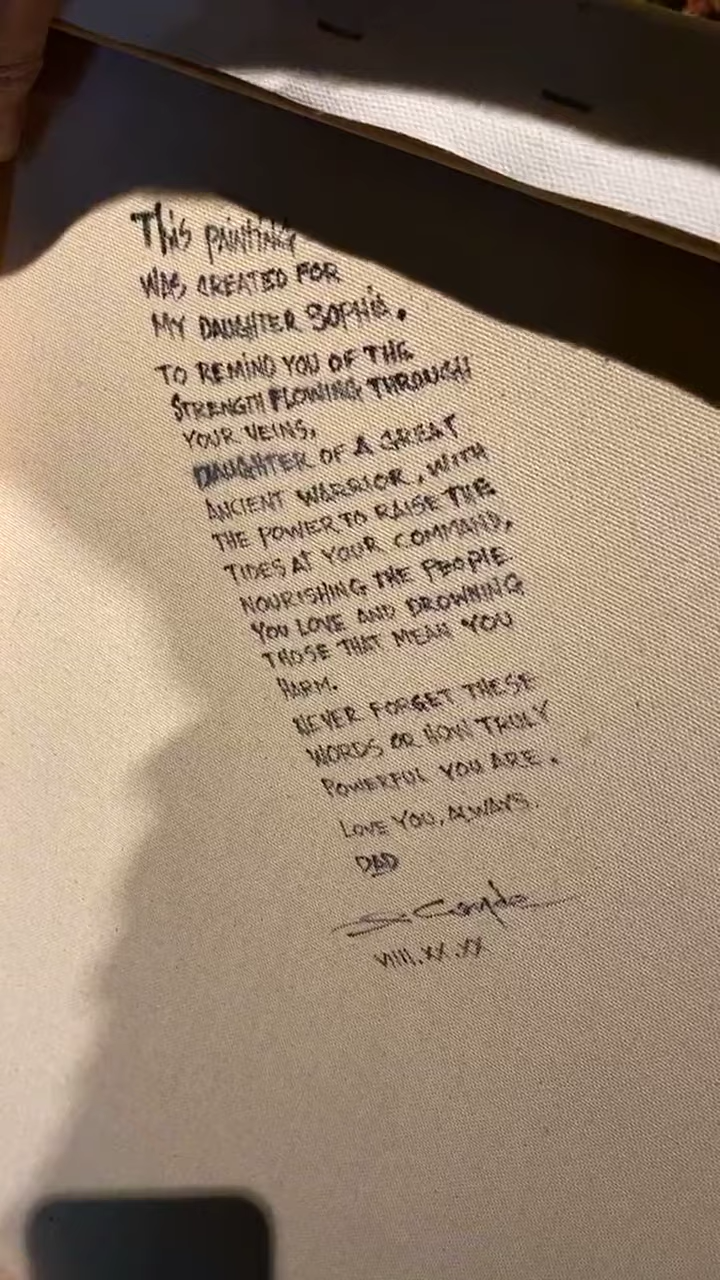 This painting
WAS CREATED FOR
MY DAUGHTER SOPHIA.
TO REMIND YOU OF THE
STRENGTH FLOWING THROUGH
YOUR VEINS,
DAUGHTER OF A GREAT
ANCIENT WARRIOR, WITH
THE POWER TO RAISE THE
TIDES AT YOUR COMMAND,
NOURISHING THE PEOPLE
YOU LOVE AND DROWNING
THOSE THAT MEAN YOU
HARM.
NEVER FORGET THESE
WORDS OR HOW TRULY
POWERFUL YOU ARE.
LOVE YOU, ALWAYS.
DAD
VIIII.XX.XX